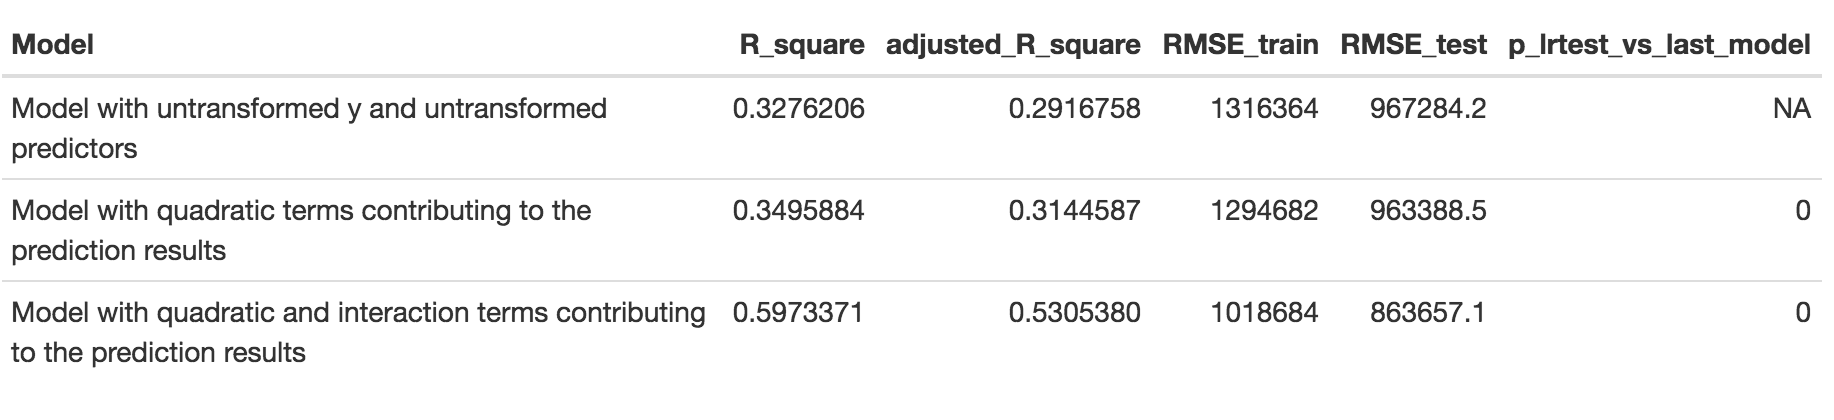 Model R_square adjusted_R_square RMSE_train RMSE_test p_lrtest_vs_last_model
Model with untransformed y and untransformed 0.3276206 0.2916758 1316364 967284.2 NA
predictors
Model with quadratic terms contributing to the 0.3495884 0.3144587 1294682 963388.5 0
prediction results
Model with quadratic and interaction terms contributing 0.5973371 0.5305380 1018684 863657.1 0
to the prediction results